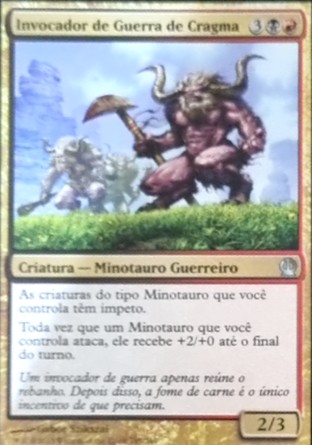 Invocador de Guerra de Cragma 3
Criatura — Minotauro Guerreiro
As criaturas do tipo Minotauro que você
controla têm ímpeto.
Toda vez que um Minotauro que você
controla ataca, ele recebe +2/+0 até o final
do turno.
Um invocador de guerra apenas reúne o
rebanho. Depois disso, a fome de carne é o único
incentivo de que precisam.
2/3